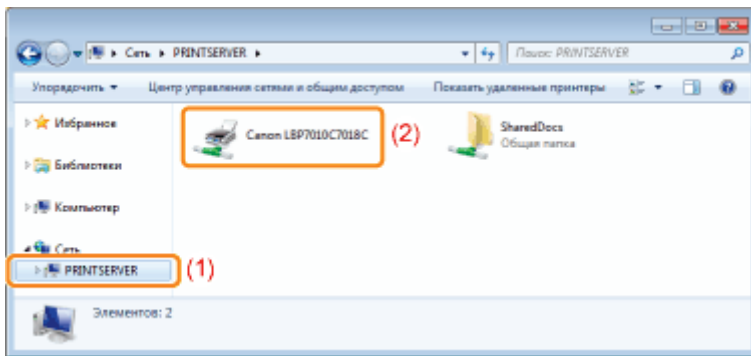 Сеть ▸ PRINTSERVER ▸
Поиск: PRINTSERVER
Упорядочить Центр управления сетями и общим доступом Показать удаленные принтеры
Избранное
Библиотеки
Компьютер
Сеть
PRINTSERVER
(1)
Canon LBP7010C7018C
(2)
SharedDocs
Общая папка
Элементов: 2